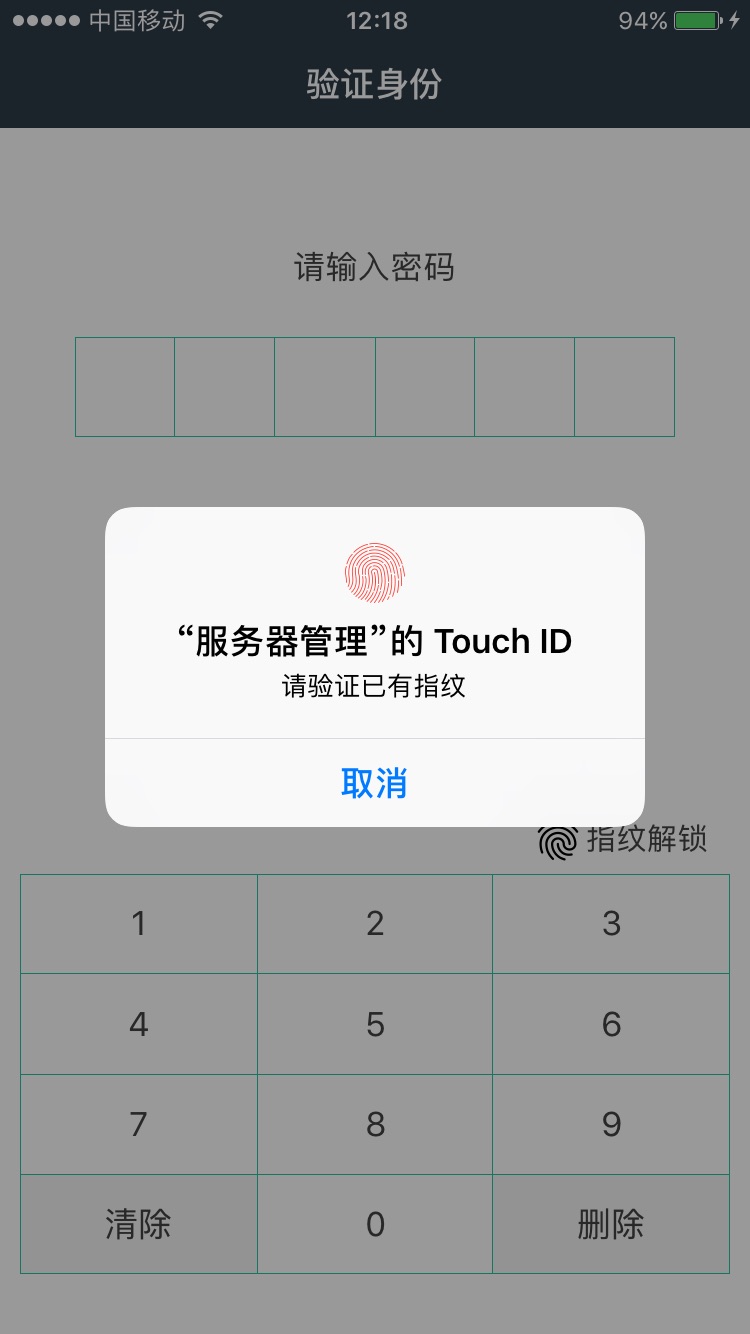 中国移动 12:18 94%
验证身份
请输入密码
“服务器管理”的 Touch ID
请验证已有指纹
取消
指纹解锁
1 2 3
4 5 6
7 8 9
清除 0 删除